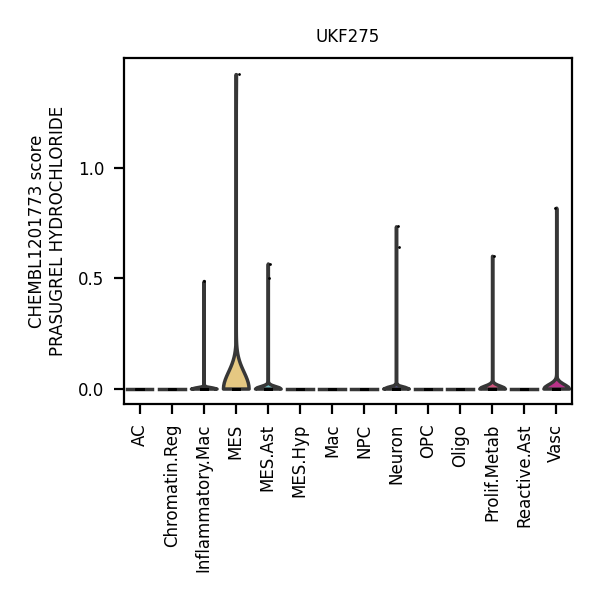 UKF275
CHEMBL1201773 score
PRASUGREL HYDROCHLORIDE
1.0
0.5
0.0
AC
Chromatin.Reg
Inflammatory.Mac
MES
MES.Ast
MES.Hyp
Mac
NPC
Neuron
OPC
Oligo
Prolif.Metab
Reactive.Ast
Vasc